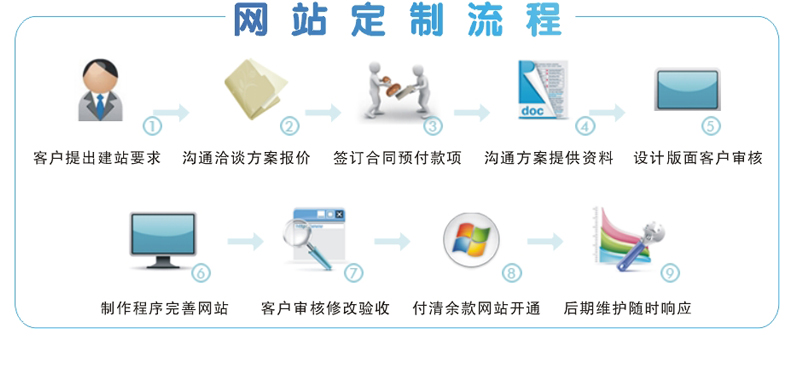 网站定制流程
① ② ③ ④ ⑤
doc
客户提出建站要求 沟通洽谈方案报价 签订合同预付款项 沟通方案提供资料 设计版面客户审核
⑥ ⑦ ⑧ ⑨
制作程序完善网站 客户审核修改验收 付清余款网站开通 后期维护随时响应